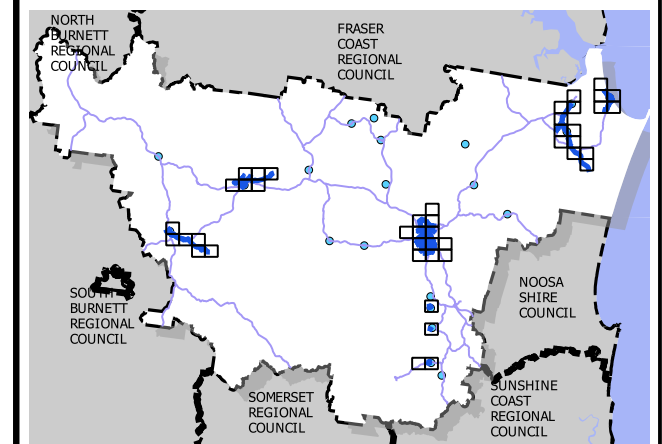 NORTH
BURNETT
REGIONAL
COUNCIL
FRASER
COAST
REGIONAL
COUNCIL
SOUTH
BURNETT
REGIONAL
COUNCIL
NOOSA
SHIRE
COUNCIL
SOMERSET
REGIONAL
COUNCIL
SUNSHINE
COAST
REGIONAL
COUNCIL